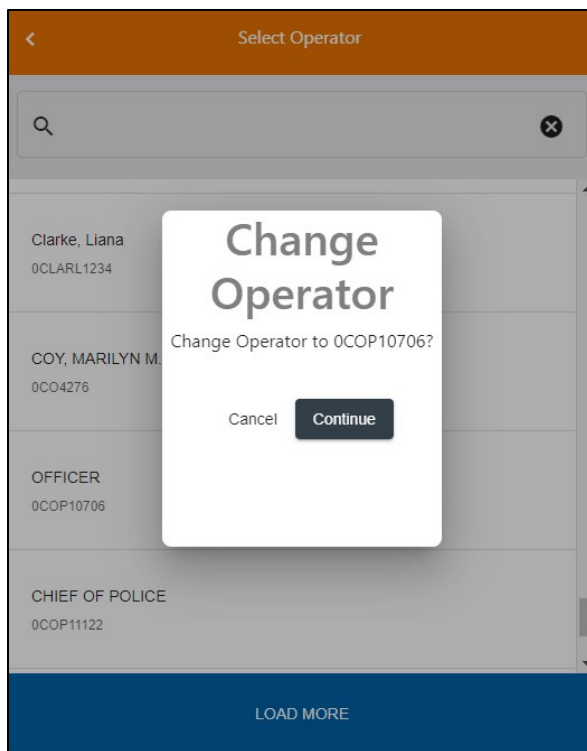 Select Operator
Clarke, Liana
0CLARL1234
COY, MARILYN M.
0CO4276
OFFICER
0COP10706
CHIEF OF POLICE
0COP11122
Change
Operator
Change Operator to 0COP10706?
Cancel
Continue
LOAD MORE